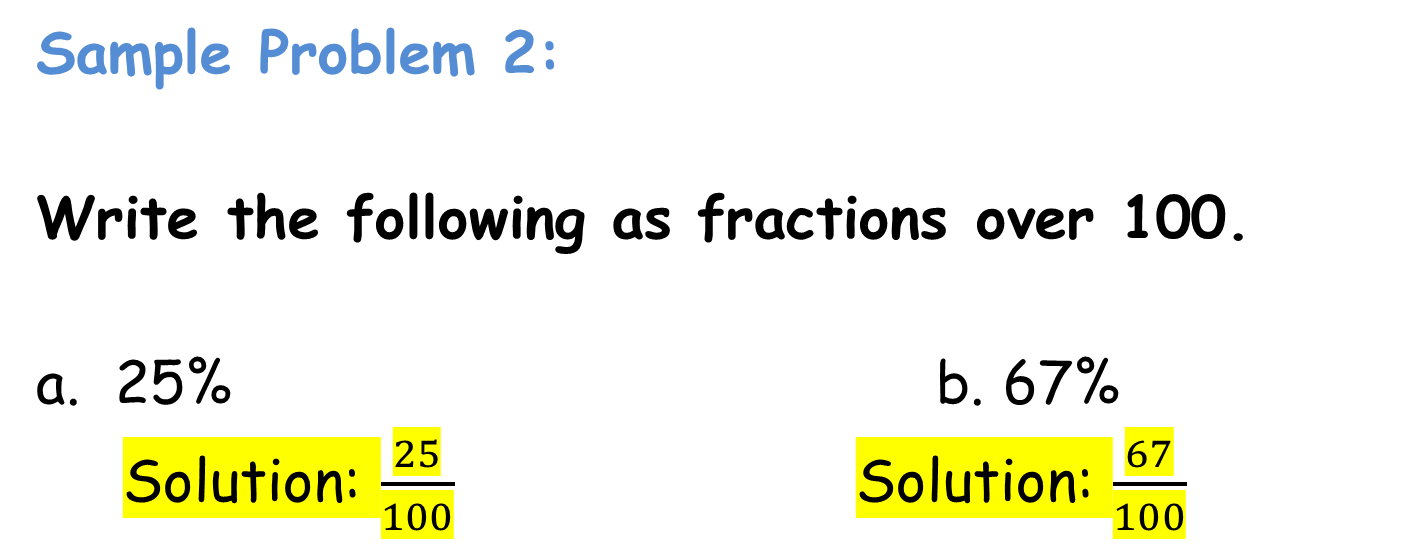 Sample Problem 2:
Write the following as fractions over 100.
a. 25% b. 67%
Solution: 25/100 Solution: 67/100